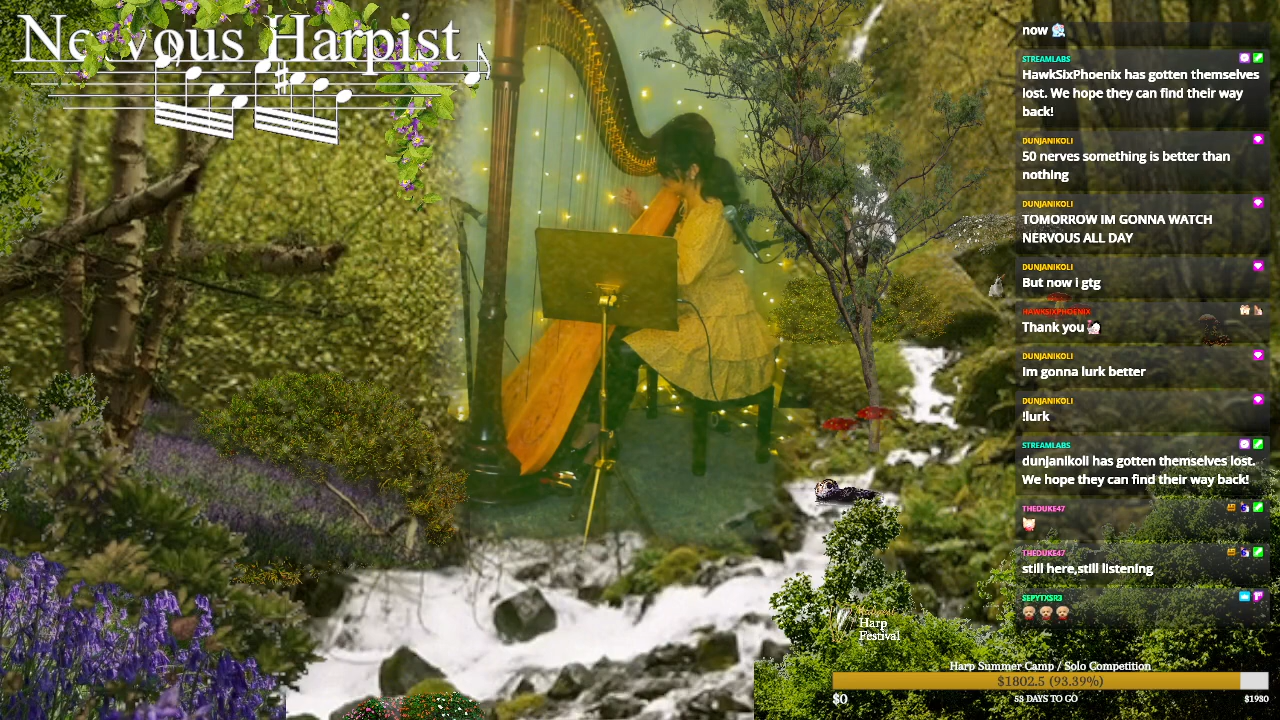 Nervous Harpist
now
STREAMLABS
HawkSixPhoenix has gotten themselves
lost. We hope they can find their way
back!
DUNJANIKOLI
50 nerves something is better than
nothing
DUNJANIKOLI
TOMORROW IM GONNA WATCH
NERVOUS ALL DAY
DUNJANIKOLI
But now i gtg
HAWKSIXPHOENIX
Thank you
DUNJANIKOLI
Im gonna lurk better
DUNJANIKOLI
!lurk
STREAMLABS
dunjanikoli has gotten themselves lost.
We hope they can find their way back!
THEDUKE47
THEDUKE47
still here,still listening
SEPYTXSR3
Harp
Festival
Harp Summer Camp / Solo Competition
$1802.5 (93.39%)
$0
53 DAYS TO GO
$1930